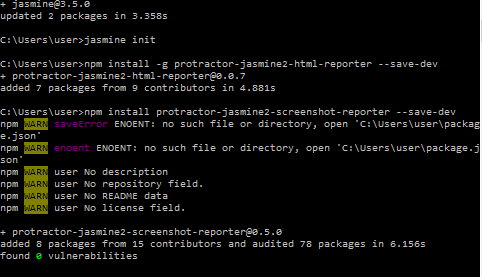 + jasmine@3.5.0
updated 2 packages in 3.358s
C:\Users\user>jasmine init
C:\Users\user>npm install -g protractor-jasmine2-html-reporter --save-dev
+ protractor-jasmine2-html-reporter@0.0.7
added 7 packages from 9 contributors in 4.881s
C:\Users\user>npm install protractor-jasmine2-screenshot-reporter --save-dev
npm WARN saveError ENOENT: no such file or directory, open 'C:\Users\user\packag
e.json'
npm WARN enoent ENOENT: no such file or directory, open 'C:\Users\user\package.j
son'
npm WARN user No description
npm WARN user No repository field.
npm WARN user No README data
npm WARN user No license field.
+ protractor-jasmine2-screenshot-reporter@0.5.0
added 8 packages from 15 contributors and audited 78 packages in 6.156s
found 0 vulnerabilities